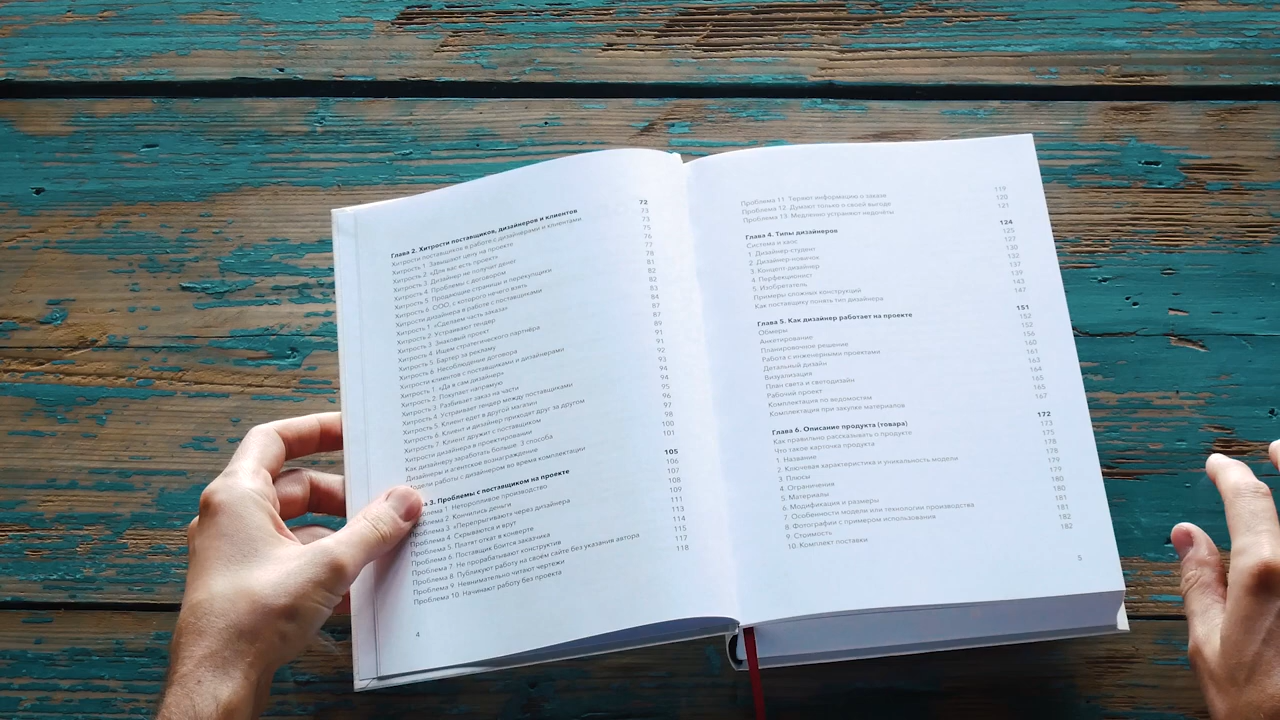 Глава 2. Хитрости поставщиков, дизайнеров и клиентов 72
Хитрости поставщиков в работе с дизайнерами и клиентами 73
Хитрость 1. Завышают цену на проекте 73
Хитрость 2. «Для вас есть проект» 75
Хитрость 3. Дизайнер не получил денег 76
Хитрость 4. Проблемы с договором 77
Хитрость 5. Продающие страницы и перекупщики 78
Хитрость 6. ООО, с которого нечего взять 81
Хитрости дизайнера в работе с поставщиками 82
Хитрость 1. «Сделаем часть заказа» 82
Хитрость 2. Устраивают тендер 83
Хитрость 3. Знаковый проект 84
Хитрость 4. Ищем стратегического партнёра 87
Хитрость 5. Бартер за рекламу 87
Хитрость 6. Несоблюдение договора 89
Хитрости клиентов с поставщиками и дизайнерами 91
Хитрость 1. «Да я сам дизайнер» 91
Хитрость 2. Покупает напрямую 92
Хитрость 3. Разбивает заказ на части 93
Хитрость 4. Устраивает тендер между поставщиками 94
Хитрость 5. Клиент идет в другой магазин 94
Хитрость 6. Клиент и дизайнер приходят друг за другом 95
Хитрость 7. Клиент дружит с поставщиком 96
Хитрости дизайнера в проектировании 97
Как дизайнеру заработать больше. 3 способа 98
Дизайнеры и агентское вознаграждение 100
Модели работы с дизайнером во время комплектации 101
3. Проблемы с поставщиком на проекте 105
Проблема 1. Неторопливое производство 106
Проблема 2. Кончились деньги 107
Проблема 3. «Перепрыгивают» через дизайнера 108
Проблема 4. Скрываются и врут 109
Проблема 5. Платят откат в конверте 111
Проблема 6. Поставщик боится заказчика 113
Проблема 7. Не прорабатывают конструктив 114
Проблема 8. Публикуют работу на своём сайте без указания автора 115
Проблема 9. Невнимательно читают чертежи 117
Проблема 10. Начинают работу без проекта 118
4
Проблема 11. Теряют информацию о заказе 119
Проблема 12. Думают только о своей выгоде 120
Проблема 13. Медленно устраняют недочёты 121
Глава 4. Типы дизайнеров 124
Система и хаос 125
1. Дизайнер-студент 127
2. Дизайнер-новичок 130
3. Концепт-дизайнер 132
4. Перфекционист 137
5. Изобретатель 139
Примеры сложных конструкций 143
Как поставщику понять тип дизайнера 147
Глава 5. Как дизайнер работает на проекте 151
Обмеры 152
Анкетирование 152
Планировочное решение 156
Работа с инженерными проектами 160
Детальный дизайн 161
Визуализация 163
План света и светодизайн 164
Рабочий проект 165
Комплектация по ведомостям 165
Комплектация при закупке материалов 167
Глава 6. Описание продукта (товара) 172
Как правильно рассказывать о продукте 173
Что такое карточка продукта 175
1. Название 178
2. Ключевая характеристика и уникальность модели 178
3. Плюсы 179
4. Ограничения 179
5. Материалы 180
6. Модификация и размеры 180
7. Особенности модели или технологии производства 181
8. Фотографии с примером использования 181
9. Стоимость 182
10. Комплект поставки 182
5